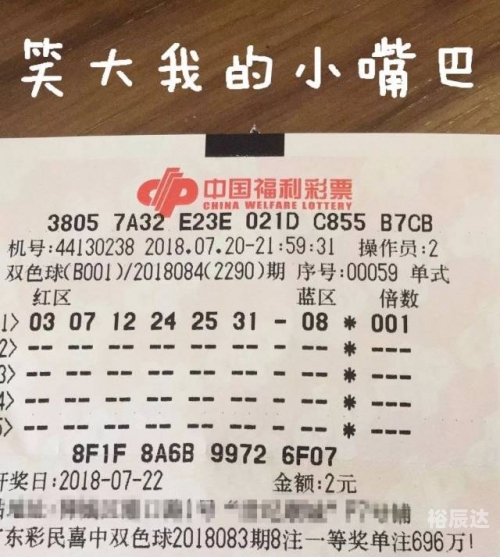 笑大我的小嘴巴
中国福利彩票
CHINA WELFARE LOTTERY
3805 7A32 E23E 021D C855 B7CB
机号:44130238 2018.07.20-21:59:31 操作员:2
双色球(B001)/2018084(2290)期 序号:00059 单式
红区 蓝区 倍数
1> 03 07 12 24 25 31 - 08 * 001
2> -- -- -- -- -- -- - -- * ---
3> -- -- -- -- -- -- - -- * ---
4> -- -- -- -- -- -- - -- * ---
5> -- -- -- -- -- -- - -- * ---
8F1F 8A6B 9972 6F07
开奖日:2018-07-22 金额:2元
地址:
东彩民喜中双色球2018083期8注一等奖单注696万!
裕辰达